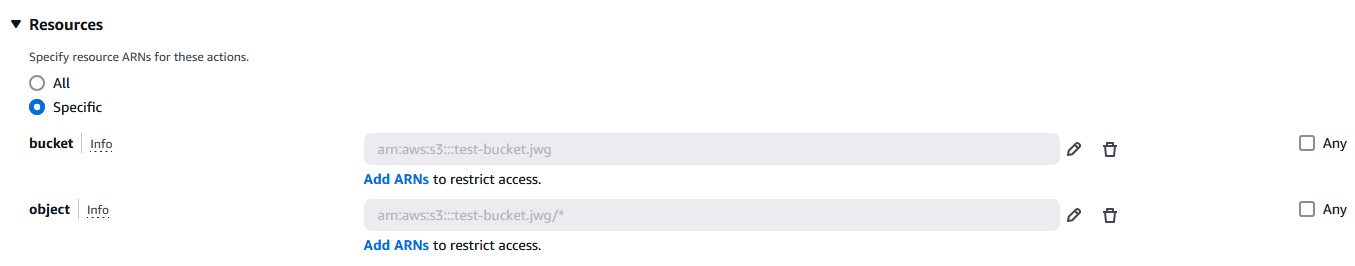 Resources
Specify resource ARNs for these actions.
All
Specific
bucket Info arn:aws:s3:::test-bucket.jwg Any
Add ARNs to restrict access.
object Info arn:aws:s3:::test-bucket.jwg/* Any
Add ARNs to restrict access.